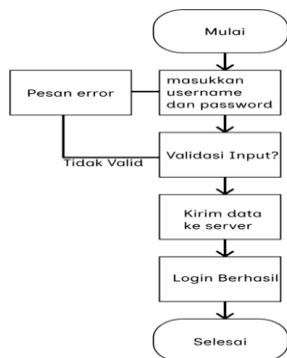 Mulai
masukkan
username
dan password
Pesan error
Validasi Input?
Tidak Valid
Kirim data
ke server
Login Berhasil
Selesai